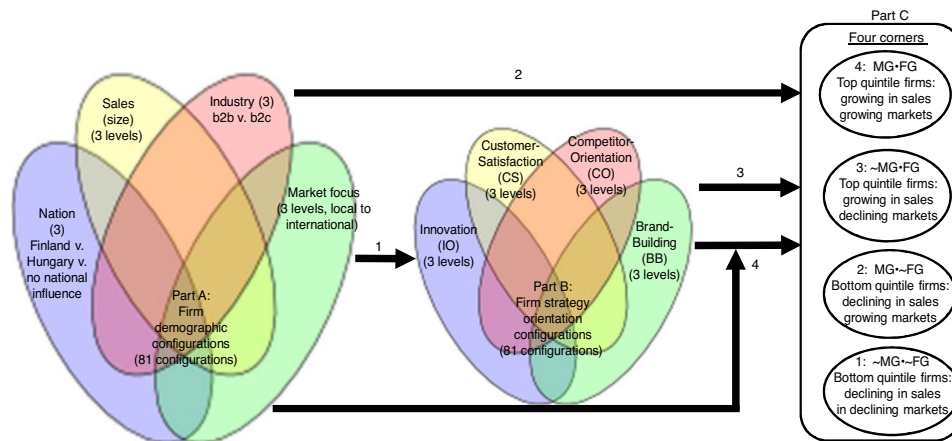 Part C
Four corners
4: MG•FG
Top quintile firms:
growing in sales
growing markets
3: ~MG•FG
Top quintile firms:
growing in sales
declining markets
2: MG•~FG
Bottom quintile firms:
declining in sales
growing markets
1: ~MG•~FG
Bottom quintile firms:
declining in sales
in declining markets
2
Sales
(size)
(3 levels)
Industry (3)
b2b v. b2c
Market focus
(3 levels, local to
international)
Nation
(3)
Finland v.
Hungary v.
no national
influence
Part A:
Firm
demographic
configurations
(81 configurations)
1
Customer-
Satisfaction
(CS)
(3 levels)
Competitor-
Orientation
(CO)
(3 levels)
Innovation
(IO)
(3 levels)
Brand-
Building
(BB)
(3 levels)
Part B:
Firm strategy
orientation
configurations
(81 configurations)
3
4